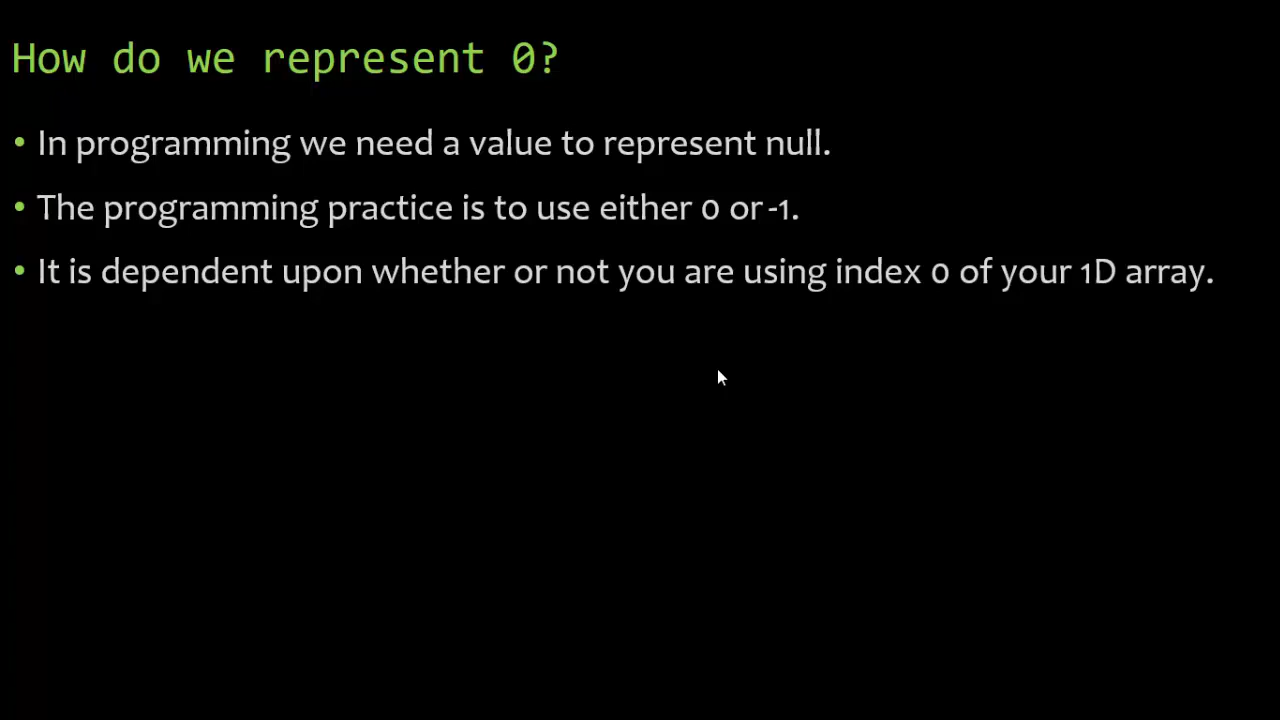 How do we represent 0?
• In programming we need a value to represent null.
• The programming practice is to use either 0 or -1.
• It is dependent upon whether or not you are using index 0 of your 1D array.